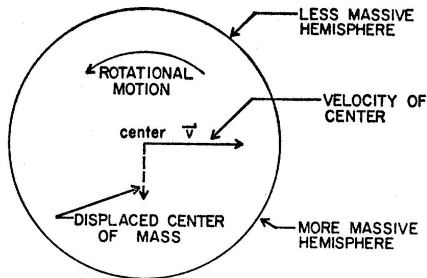 LESS MASSIVE
HEMISPHERE
ROTATIONAL
MOTION
VELOCITY OF
CENTER
center v
DISPLACED CENTER
OF MASS
MORE MASSIVE
HEMISPHERE